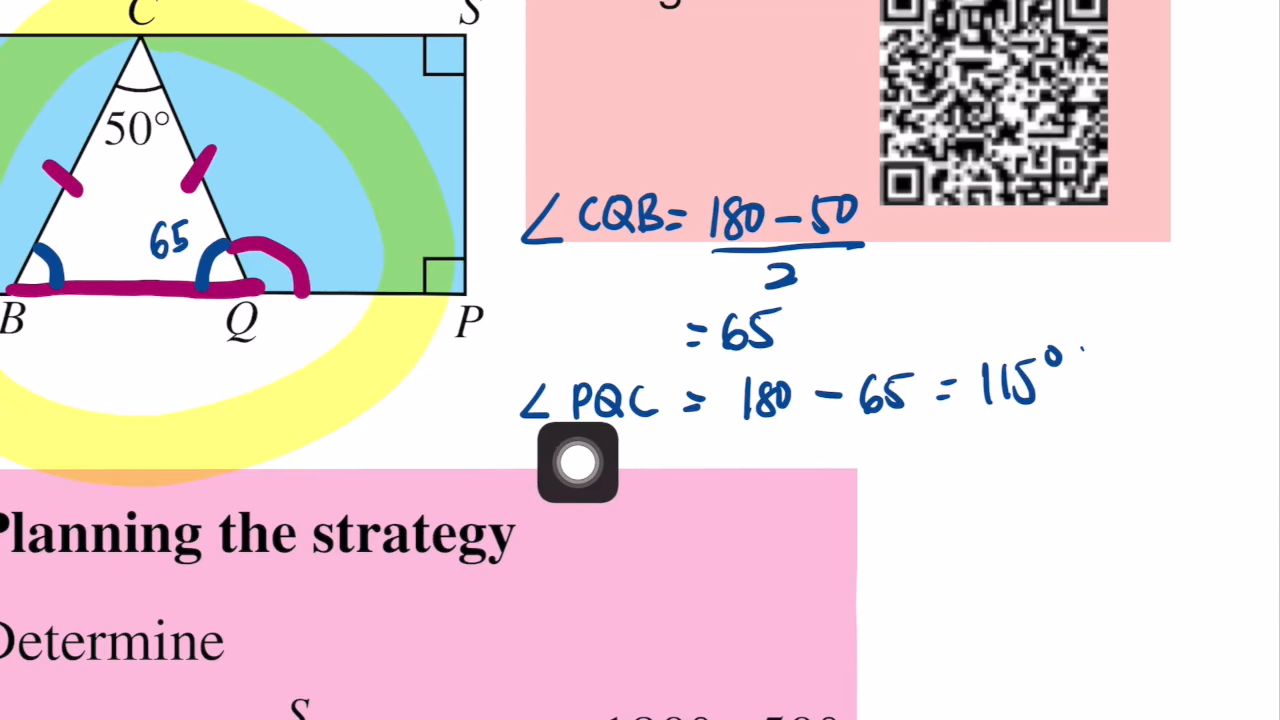 C S
50°
65
B Q P
∠ CQB = 180 - 50
2
= 65
∠ PQC = 180 - 65 = 115°
Planning the strategy
Determine
S